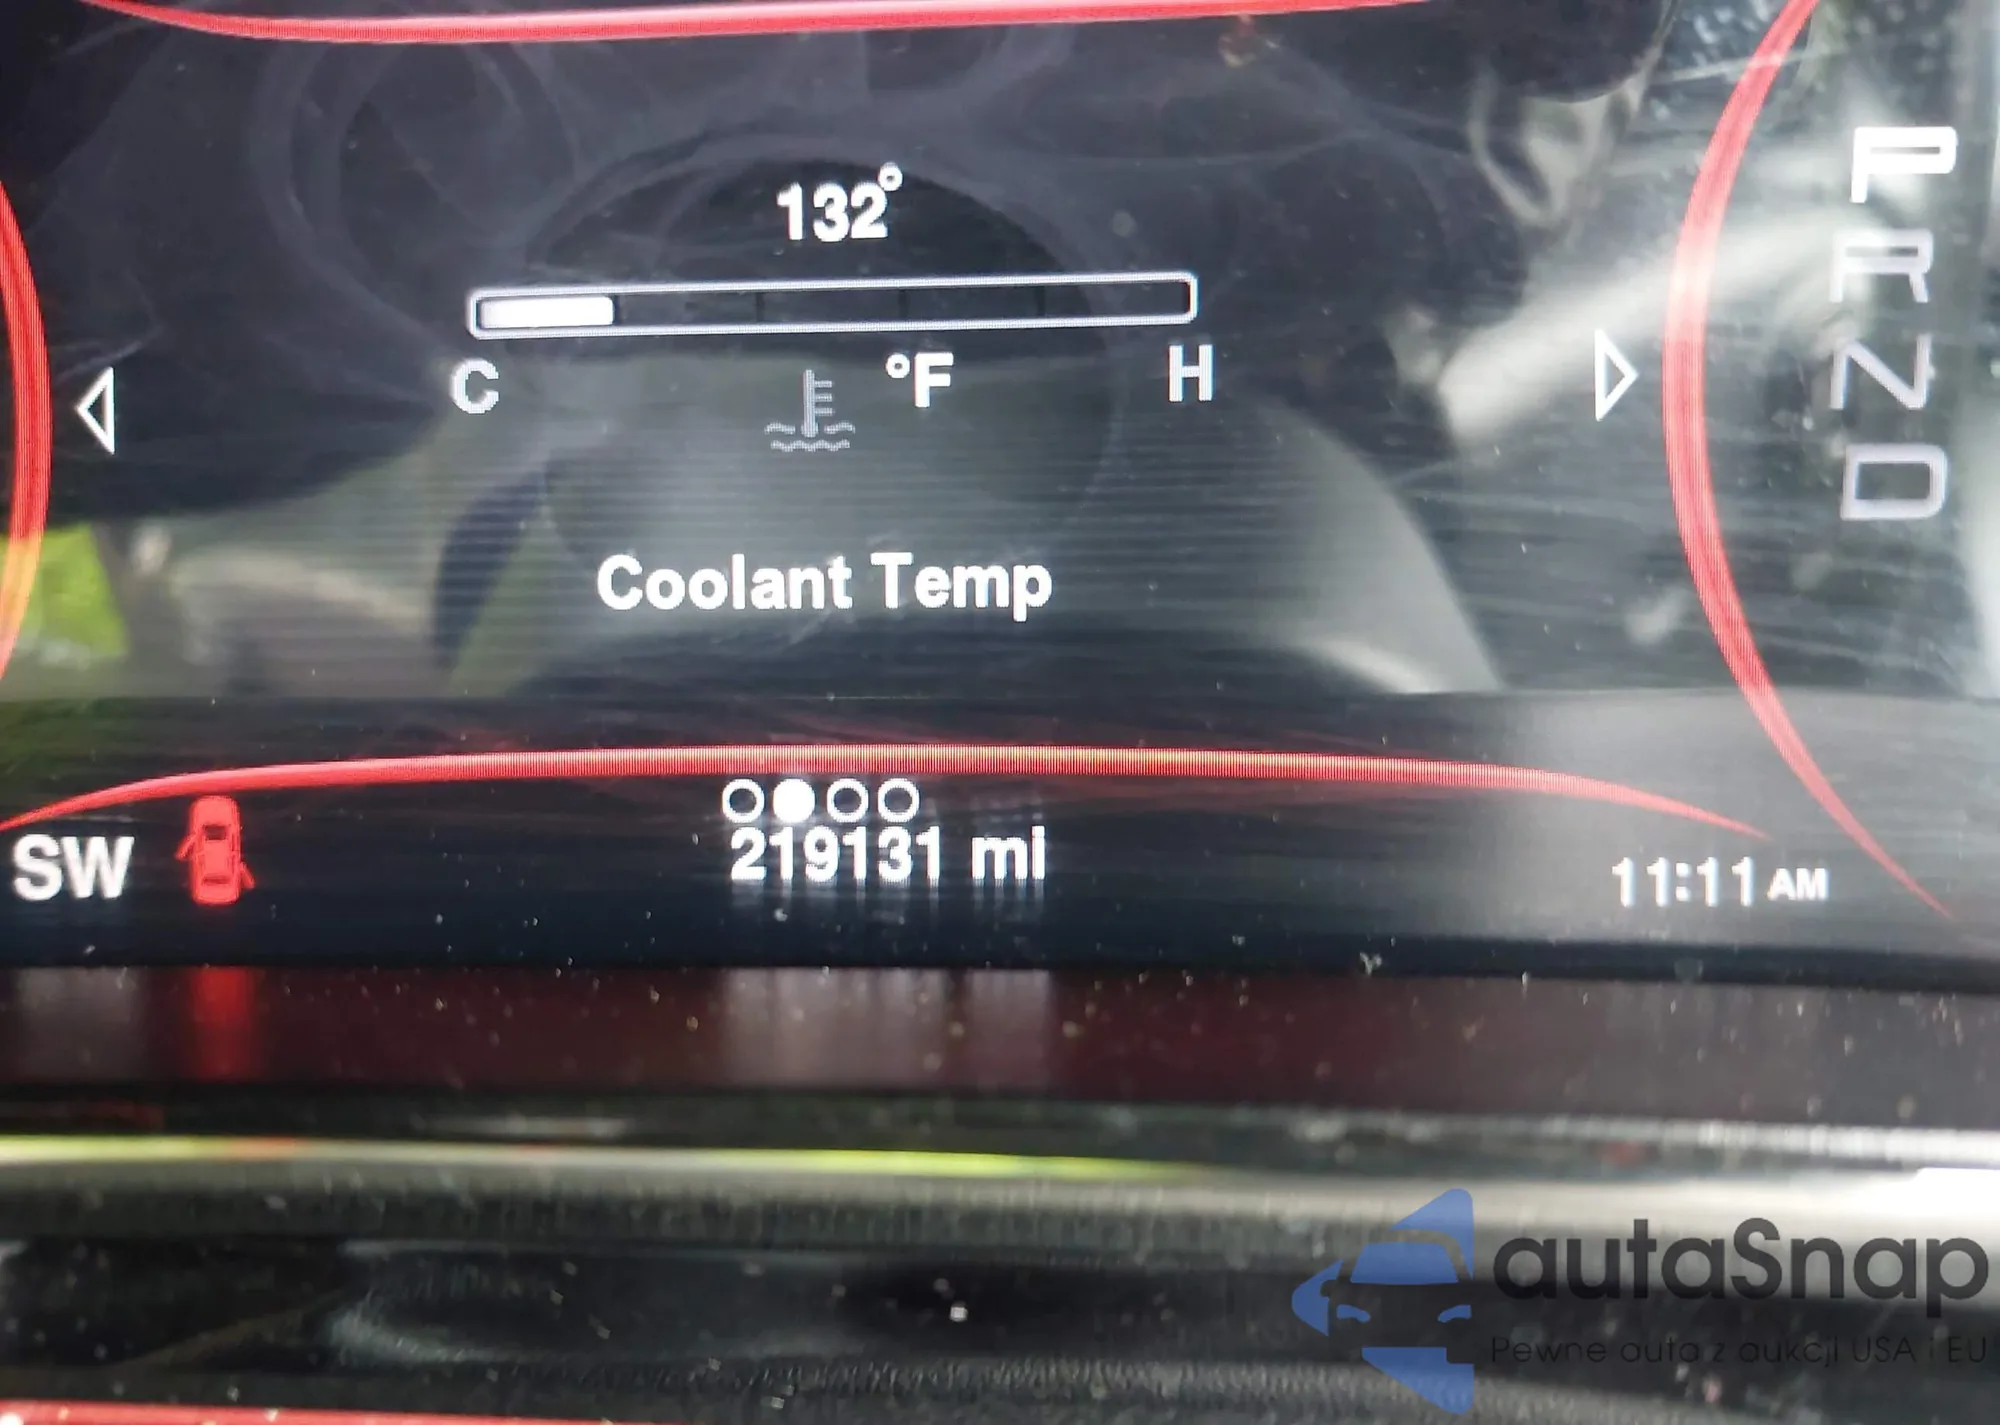 132°
C °F H
Coolant Temp
P
R
N
D
SW 219131 mi 11:11 AM
autaSnap
Pewne auta z aukcji USA i EU